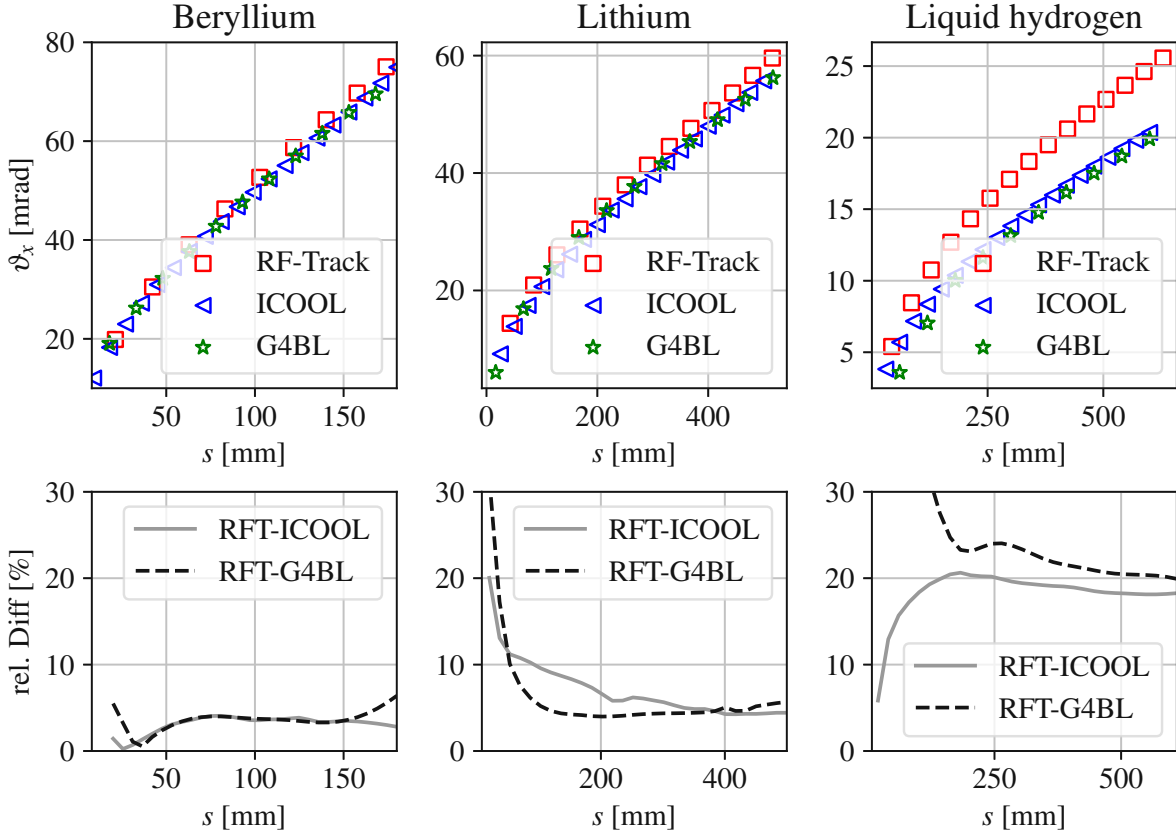 Beryllium
Lithium
Liquid hydrogen
80
60
40
20
ϑx [mrad]
50
100
150
s [mm]
RF-Track
ICOOL
G4BL
60
40
20
0
200
400
s [mm]
RF-Track
ICOOL
G4BL
25
20
15
10
5
250
500
s [mm]
RF-Track
ICOOL
G4BL
30
20
10
0
rel. Diff [%]
50
100
150
s [mm]
RFT-ICOOL
RFT-G4BL
30
20
10
0
200
400
s [mm]
RFT-ICOOL
RFT-G4BL
30
20
10
0
250
500
s [mm]
RFT-ICOOL
RFT-G4BL